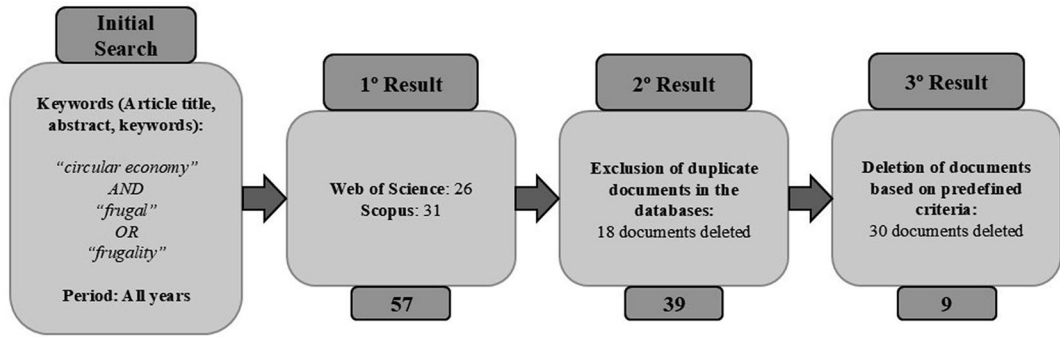 Initial
Search
Keywords (Article title,
abstract, keywords):
“circular economy”
AND
“frugal”
OR
“frugality”
Period: All years
1º Result
Web of Science: 26
Scopus: 31
57
2º Result
Exclusion of duplicate
documents in the
databases:
18 documents deleted
39
3º Result
Deletion of documents
based on predefined
criteria:
30 documents deleted
9